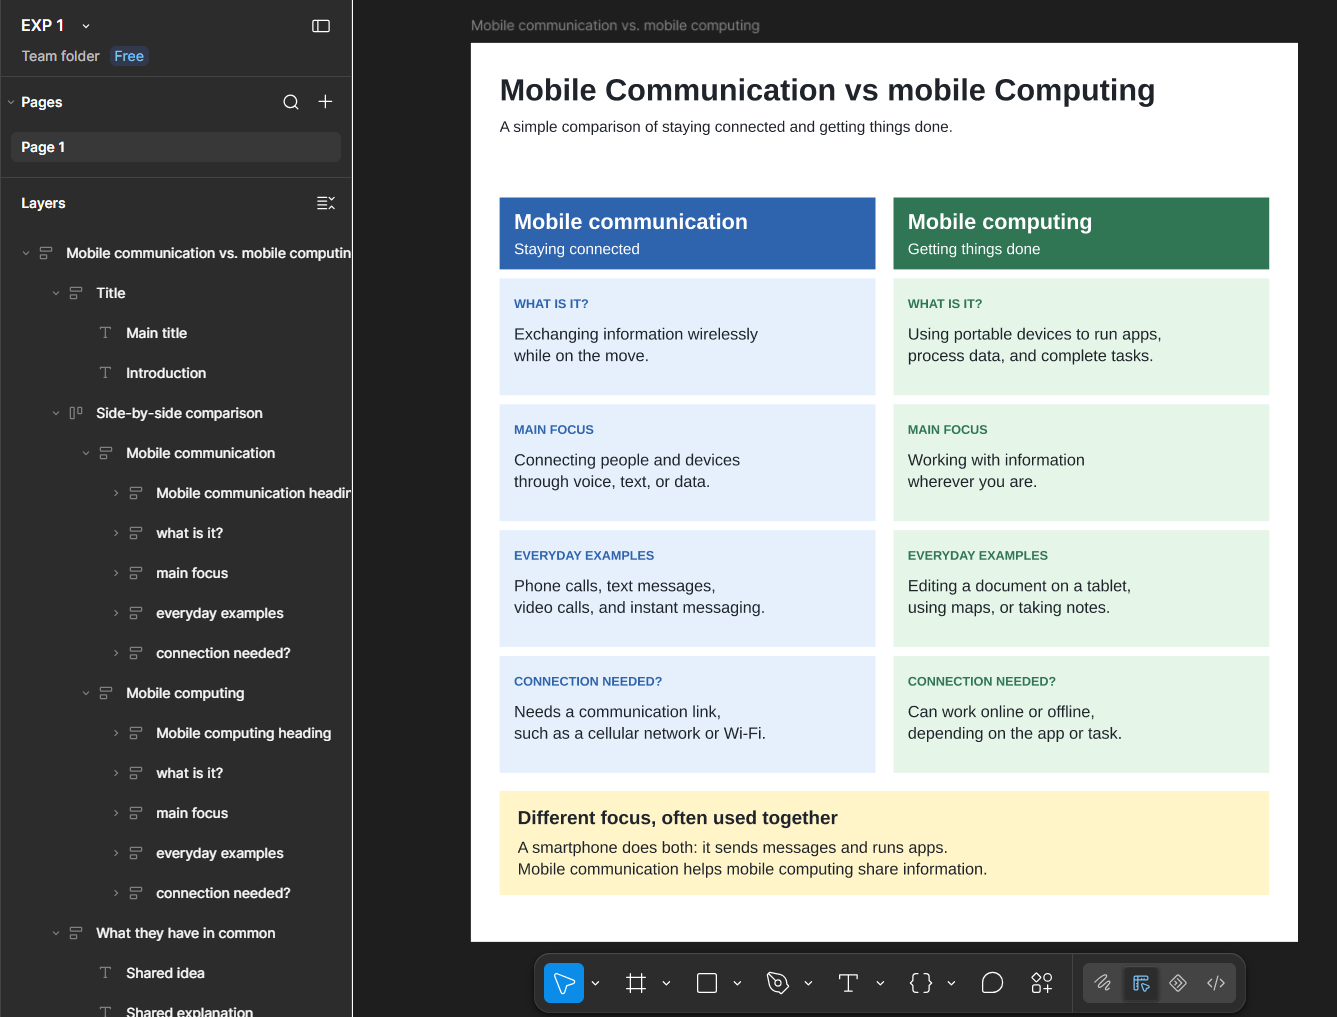 EXP 1
Team folder Free
Pages
Page 1
Layers
Mobile communication vs. mobile computin
Title
Main title
Introduction
Side-by-side comparison
Mobile communication
Mobile communication headin
what is it?
main focus
everyday examples
connection needed?
Mobile computing
Mobile computing heading
what is it?
main focus
everyday examples
connection needed?
What they have in common
Shared idea
Shared explanation
Mobile communication vs. mobile computing
Mobile Communication vs mobile Computing
A simple comparison of staying connected and getting things done.
Mobile communication
Staying connected
WHAT IS IT?
Exchanging information wirelessly
while on the move.
MAIN FOCUS
Connecting people and devices
through voice, text, or data.
EVERYDAY EXAMPLES
Phone calls, text messages,
video calls, and instant messaging.
CONNECTION NEEDED?
Needs a communication link,
such as a cellular network or Wi-Fi.
Mobile computing
Getting things done
WHAT IS IT?
Using portable devices to run apps,
process data, and complete tasks.
MAIN FOCUS
Working with information
wherever you are.
EVERYDAY EXAMPLES
Editing a document on a tablet,
using maps, or taking notes.
CONNECTION NEEDED?
Can work online or offline,
depending on the app or task.
Different focus, often used together
A smartphone does both: it sends messages and runs apps.
Mobile communication helps mobile computing share information.